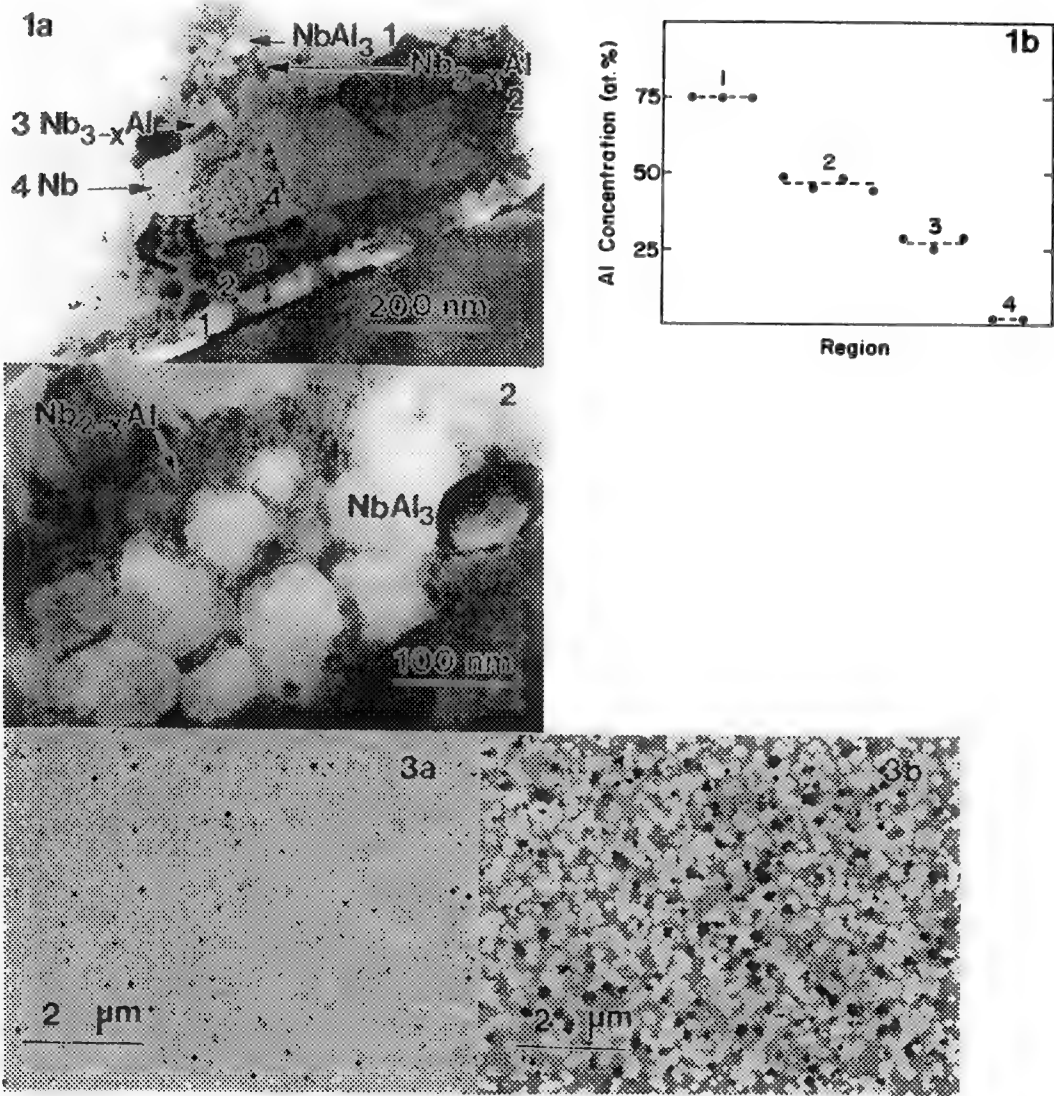 1a
NbAl3 1
Nb2-xAl
2
3 Nb3-xAl
4 Nb
4
3
2
1
200 nm
1b
Al Concentration (at.%)
75
50
25
1
2
3
4
Region
2
Nb2-xAl
NbAl3
100 nm
3a
2 μm
3b
2 μm